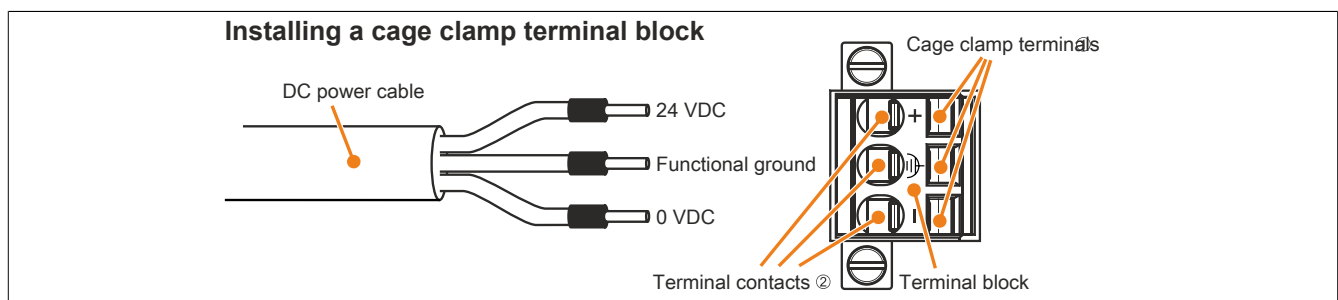 Installing a cage clamp terminal block
Cage clamp terminals①
DC power cable
24 VDC
+
Functional ground
0 VDC
–
Terminal contacts ②
Terminal block